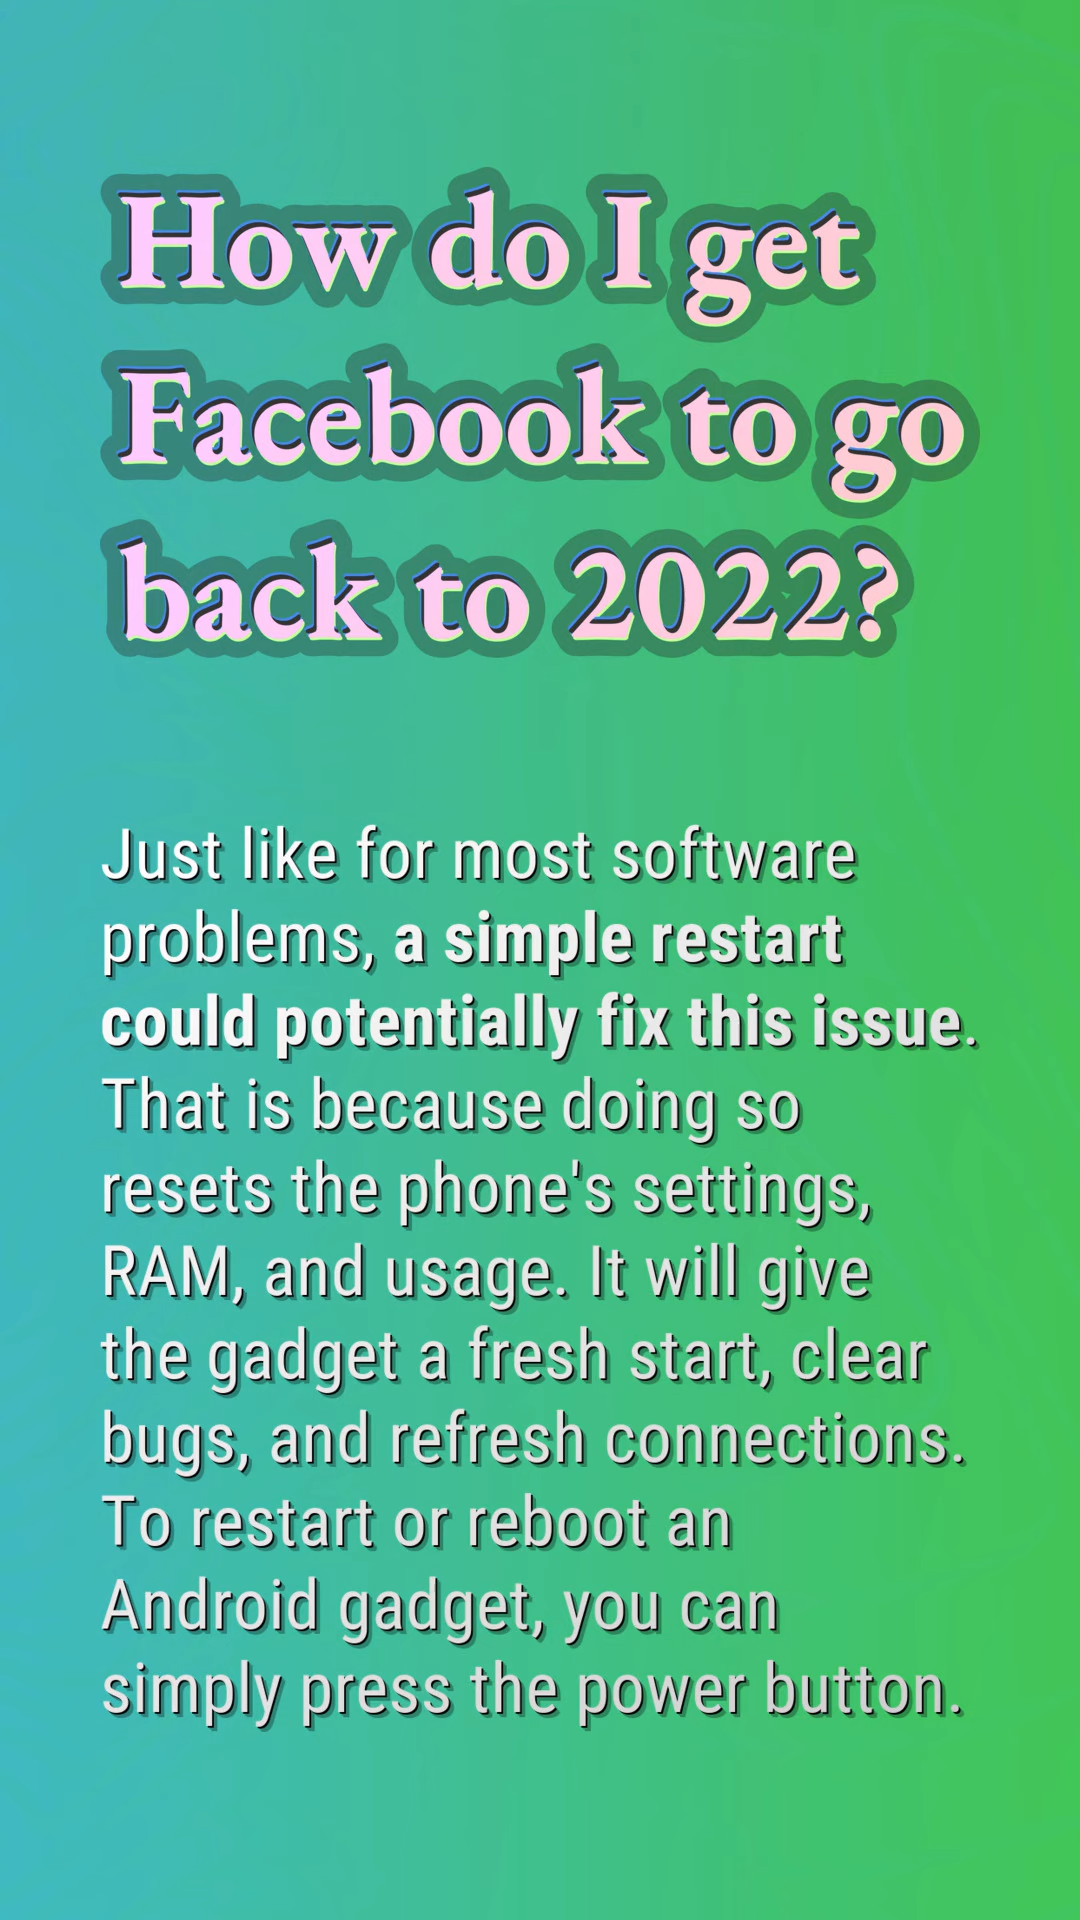 How do I get
Facebook to go
back to 2022?
Just like for most software
problems, a simple restart
could potentially fix this issue.
That is because doing so
resets the phone's settings,
RAM, and usage. It will give
the gadget a fresh start, clear
bugs, and refresh connections.
To restart or reboot an
Android gadget, you can
simply press the power button.